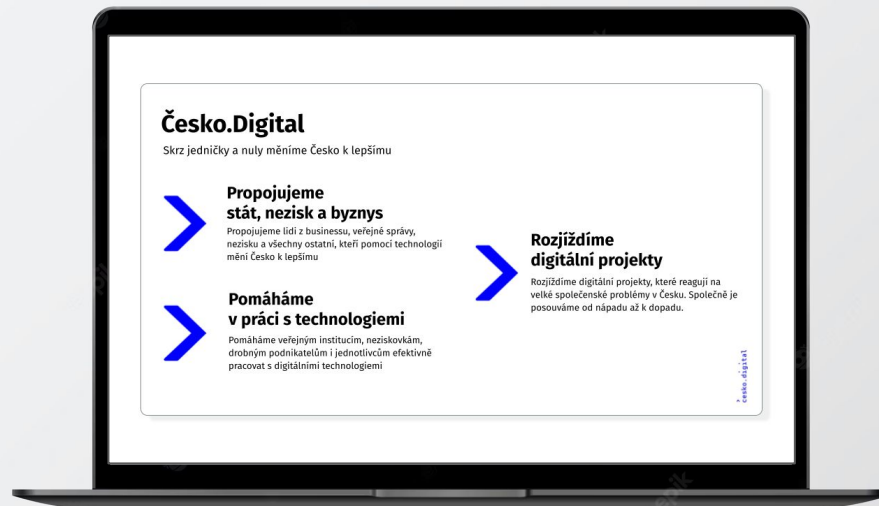 Česko.Digital
Skrz jedničky a nuly měníme Česko k lepšímu
Propojujeme
stát, nezisk a byznys
Propojujeme lidi z businessu, veřejné správy,
nezisku a všechny ostatní, kteří pomocí technologií
mění Česko k lepšímu
Pomáháme
v práci s technologiemi
Pomáháme veřejným institucím, neziskovkám,
drobným podnikatelům i jednotlivcům efektivně
pracovat s digitálními technologiemi
Rozjíždíme
digitální projekty
Rozjíždíme digitální projekty, které reagují na
velké společenské problémy v Česku. Společně je
posouváme od nápadu až k dopadu.
česko.digital